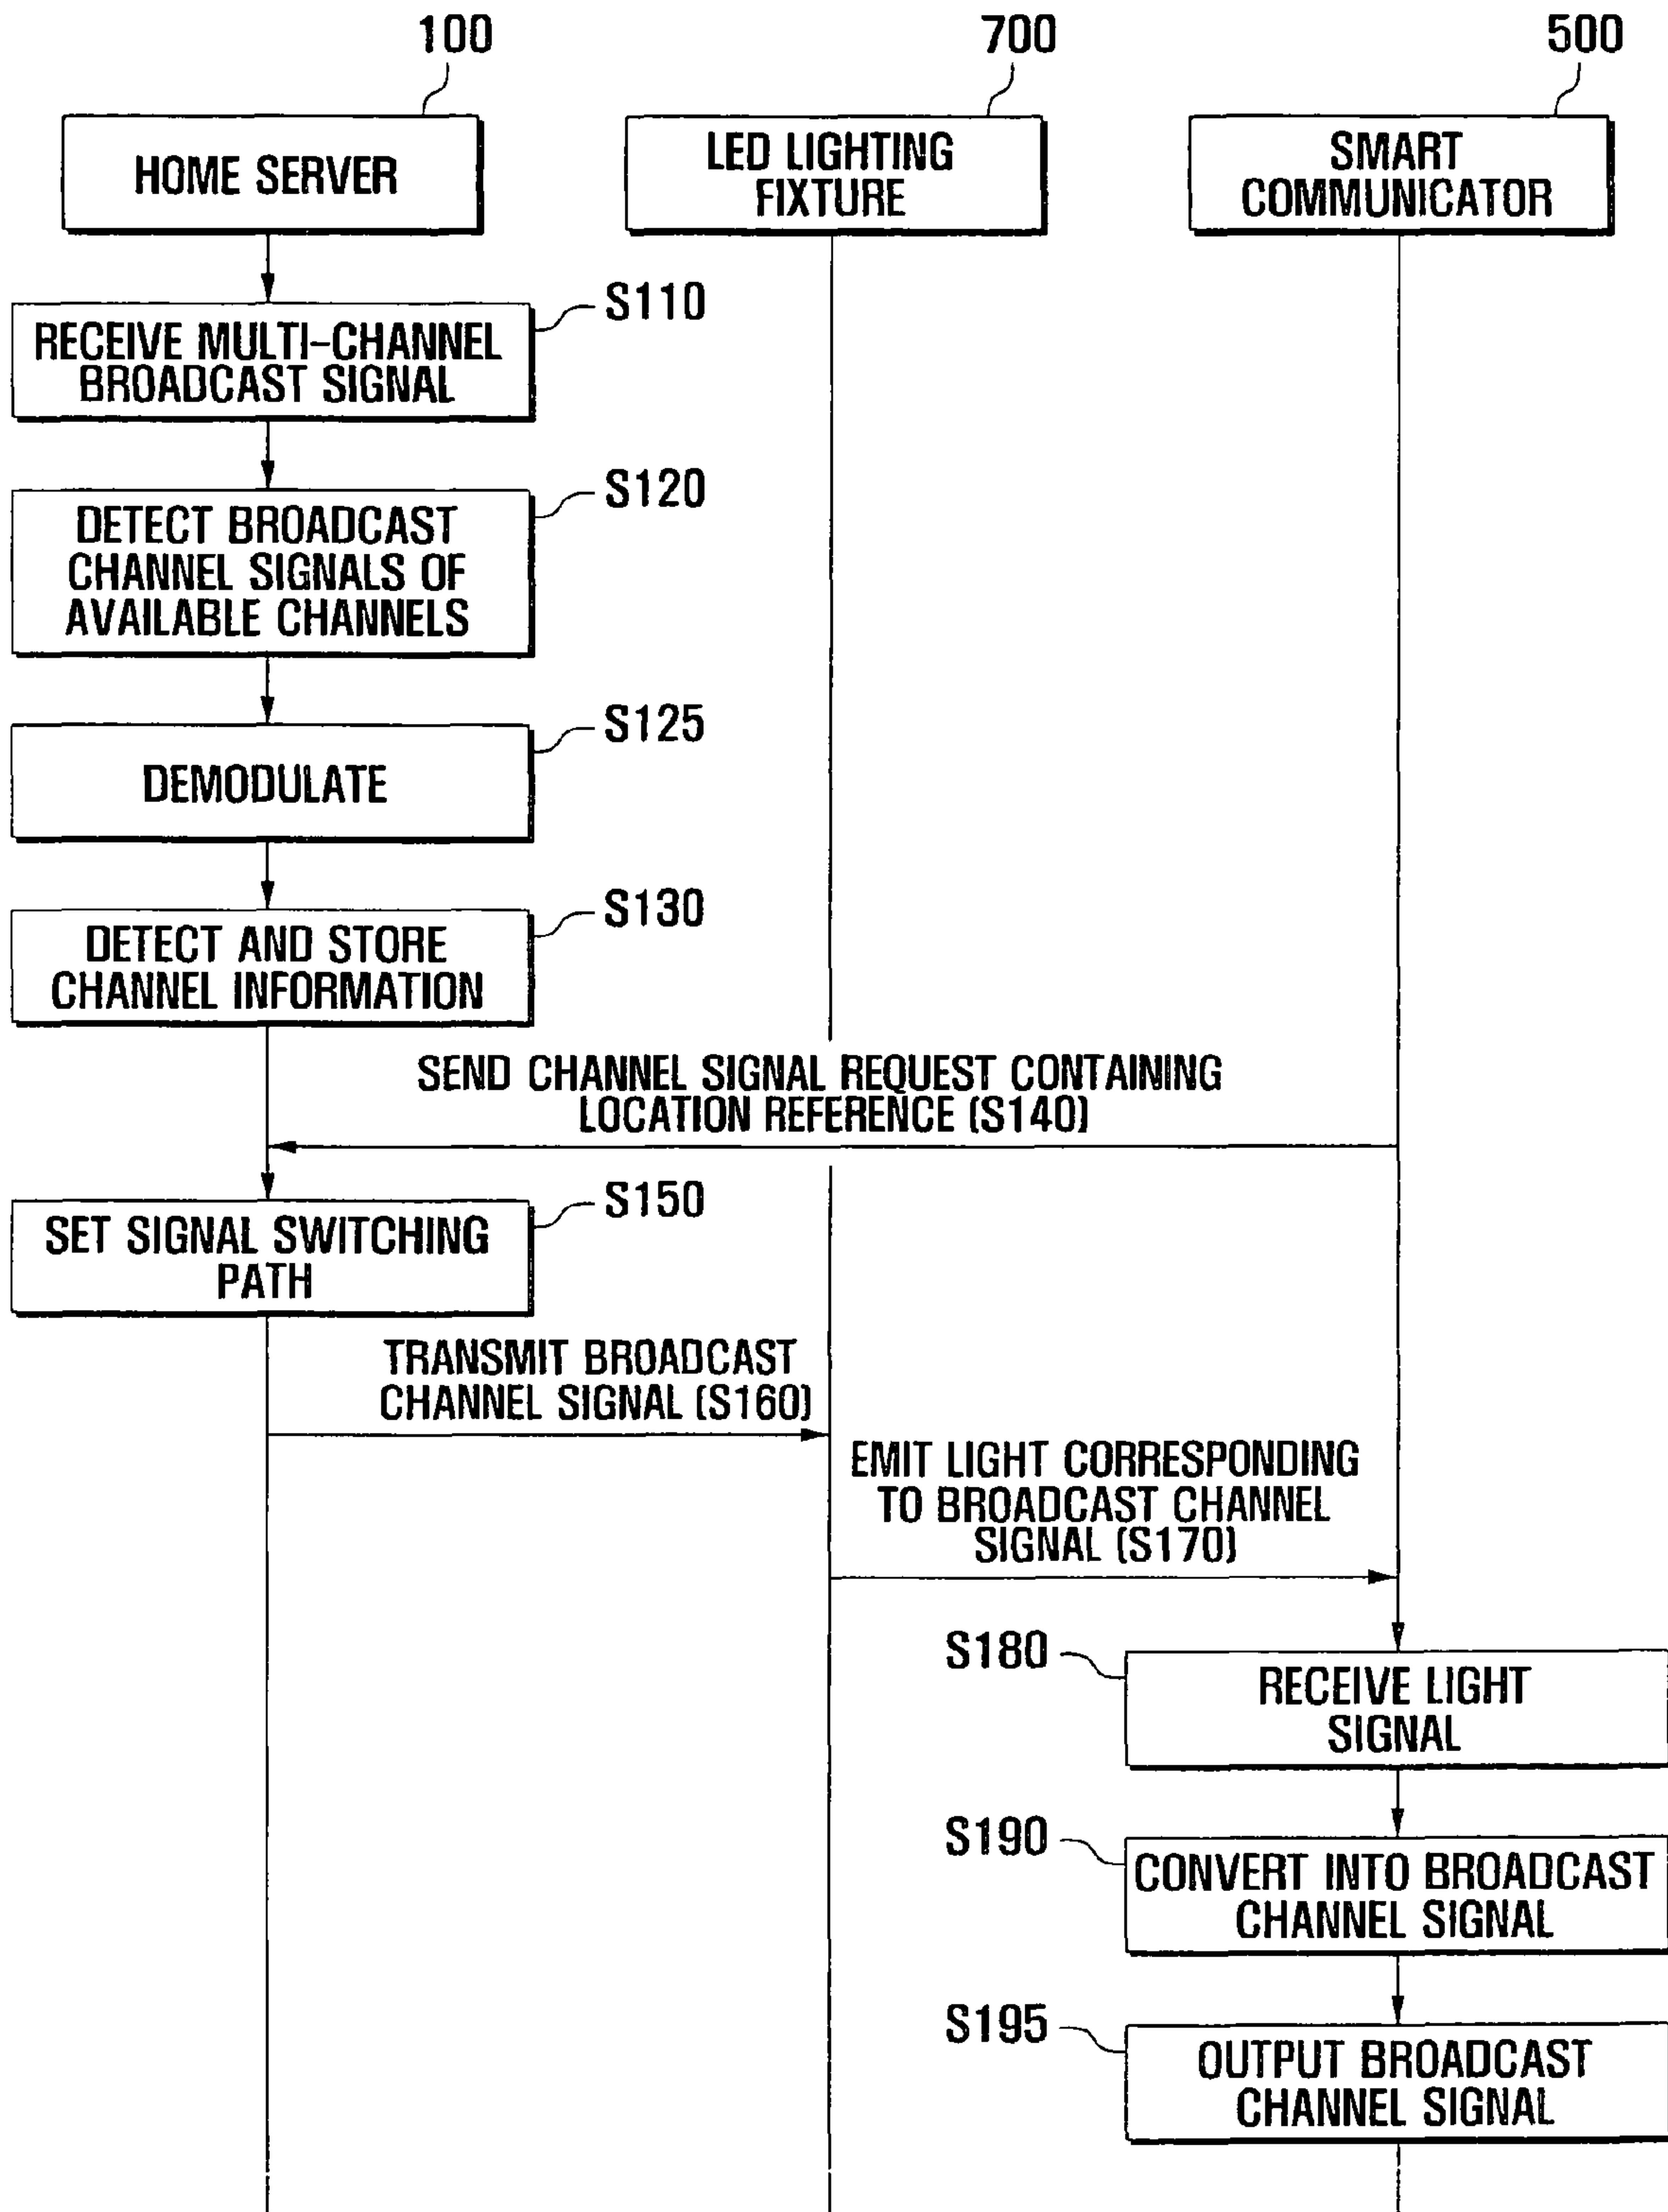 100
700
500
HOME SERVER
LED LIGHTING
FIXTURE
SMART
COMMUNICATOR
S110
RECEIVE MULTI-CHANNEL
BROADCAST SIGNAL
S120
DETECT BROADCAST
CHANNEL SIGNALS OF
AVAILABLE CHANNELS
S125
DEMODULATE
S130
DETECT AND STORE
CHANNEL INFORMATION
SEND CHANNEL SIGNAL REQUEST CONTAINING
LOCATION REFERENCE (S140)
S150
SET SIGNAL SWITCHING
PATH
TRANSMIT BROADCAST
CHANNEL SIGNAL (S160)
EMIT LIGHT CORRESPONDING
TO BROADCAST CHANNEL
SIGNAL (S170)
S180
RECEIVE LIGHT
SIGNAL
S190
CONVERT INTO BROADCAST
CHANNEL SIGNAL
S195
OUTPUT BROADCAST
CHANNEL SIGNAL